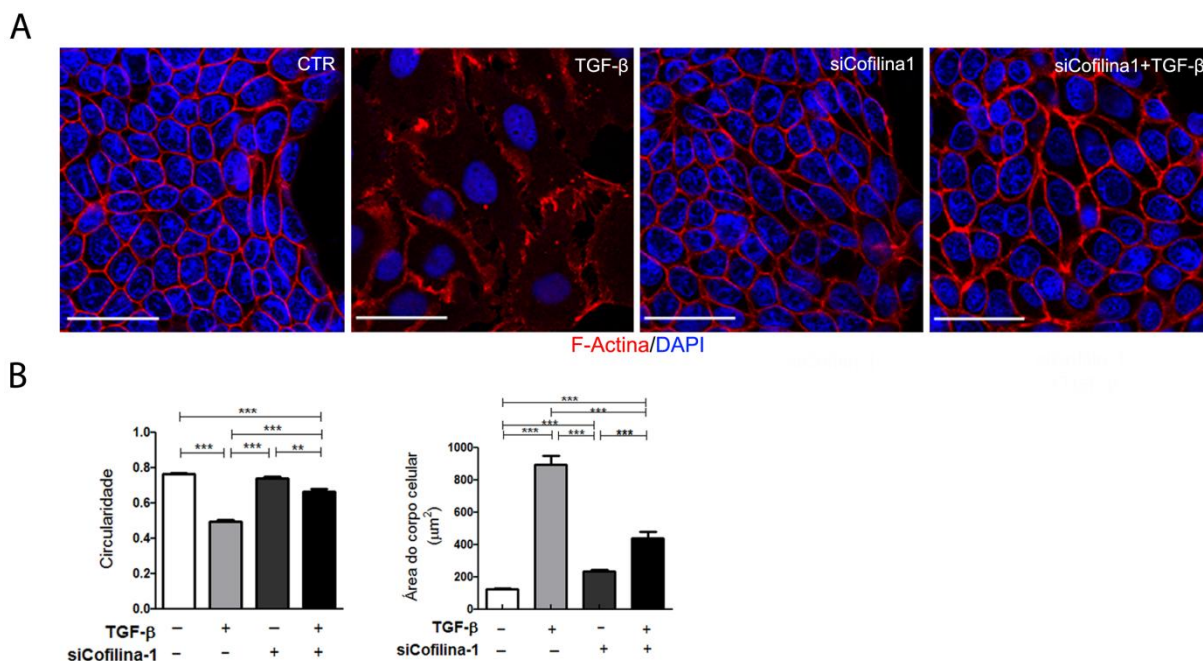 A
CTR
TGF-β
siCofilina1
siCofilina1+TGF-β
F-Actina/DAPI
B
***
***
*** *** **
1.0
0.8
0.6
0.4
0.2
0.0
Circularidade
TGF-β − + − +
siCofilina-1 − − + +
***
***
***
*** *** ***
1000
800
600
400
200
0
Área do corpo celular
(μm²)
TGF-β − + − +
siCofilina-1 − − + +